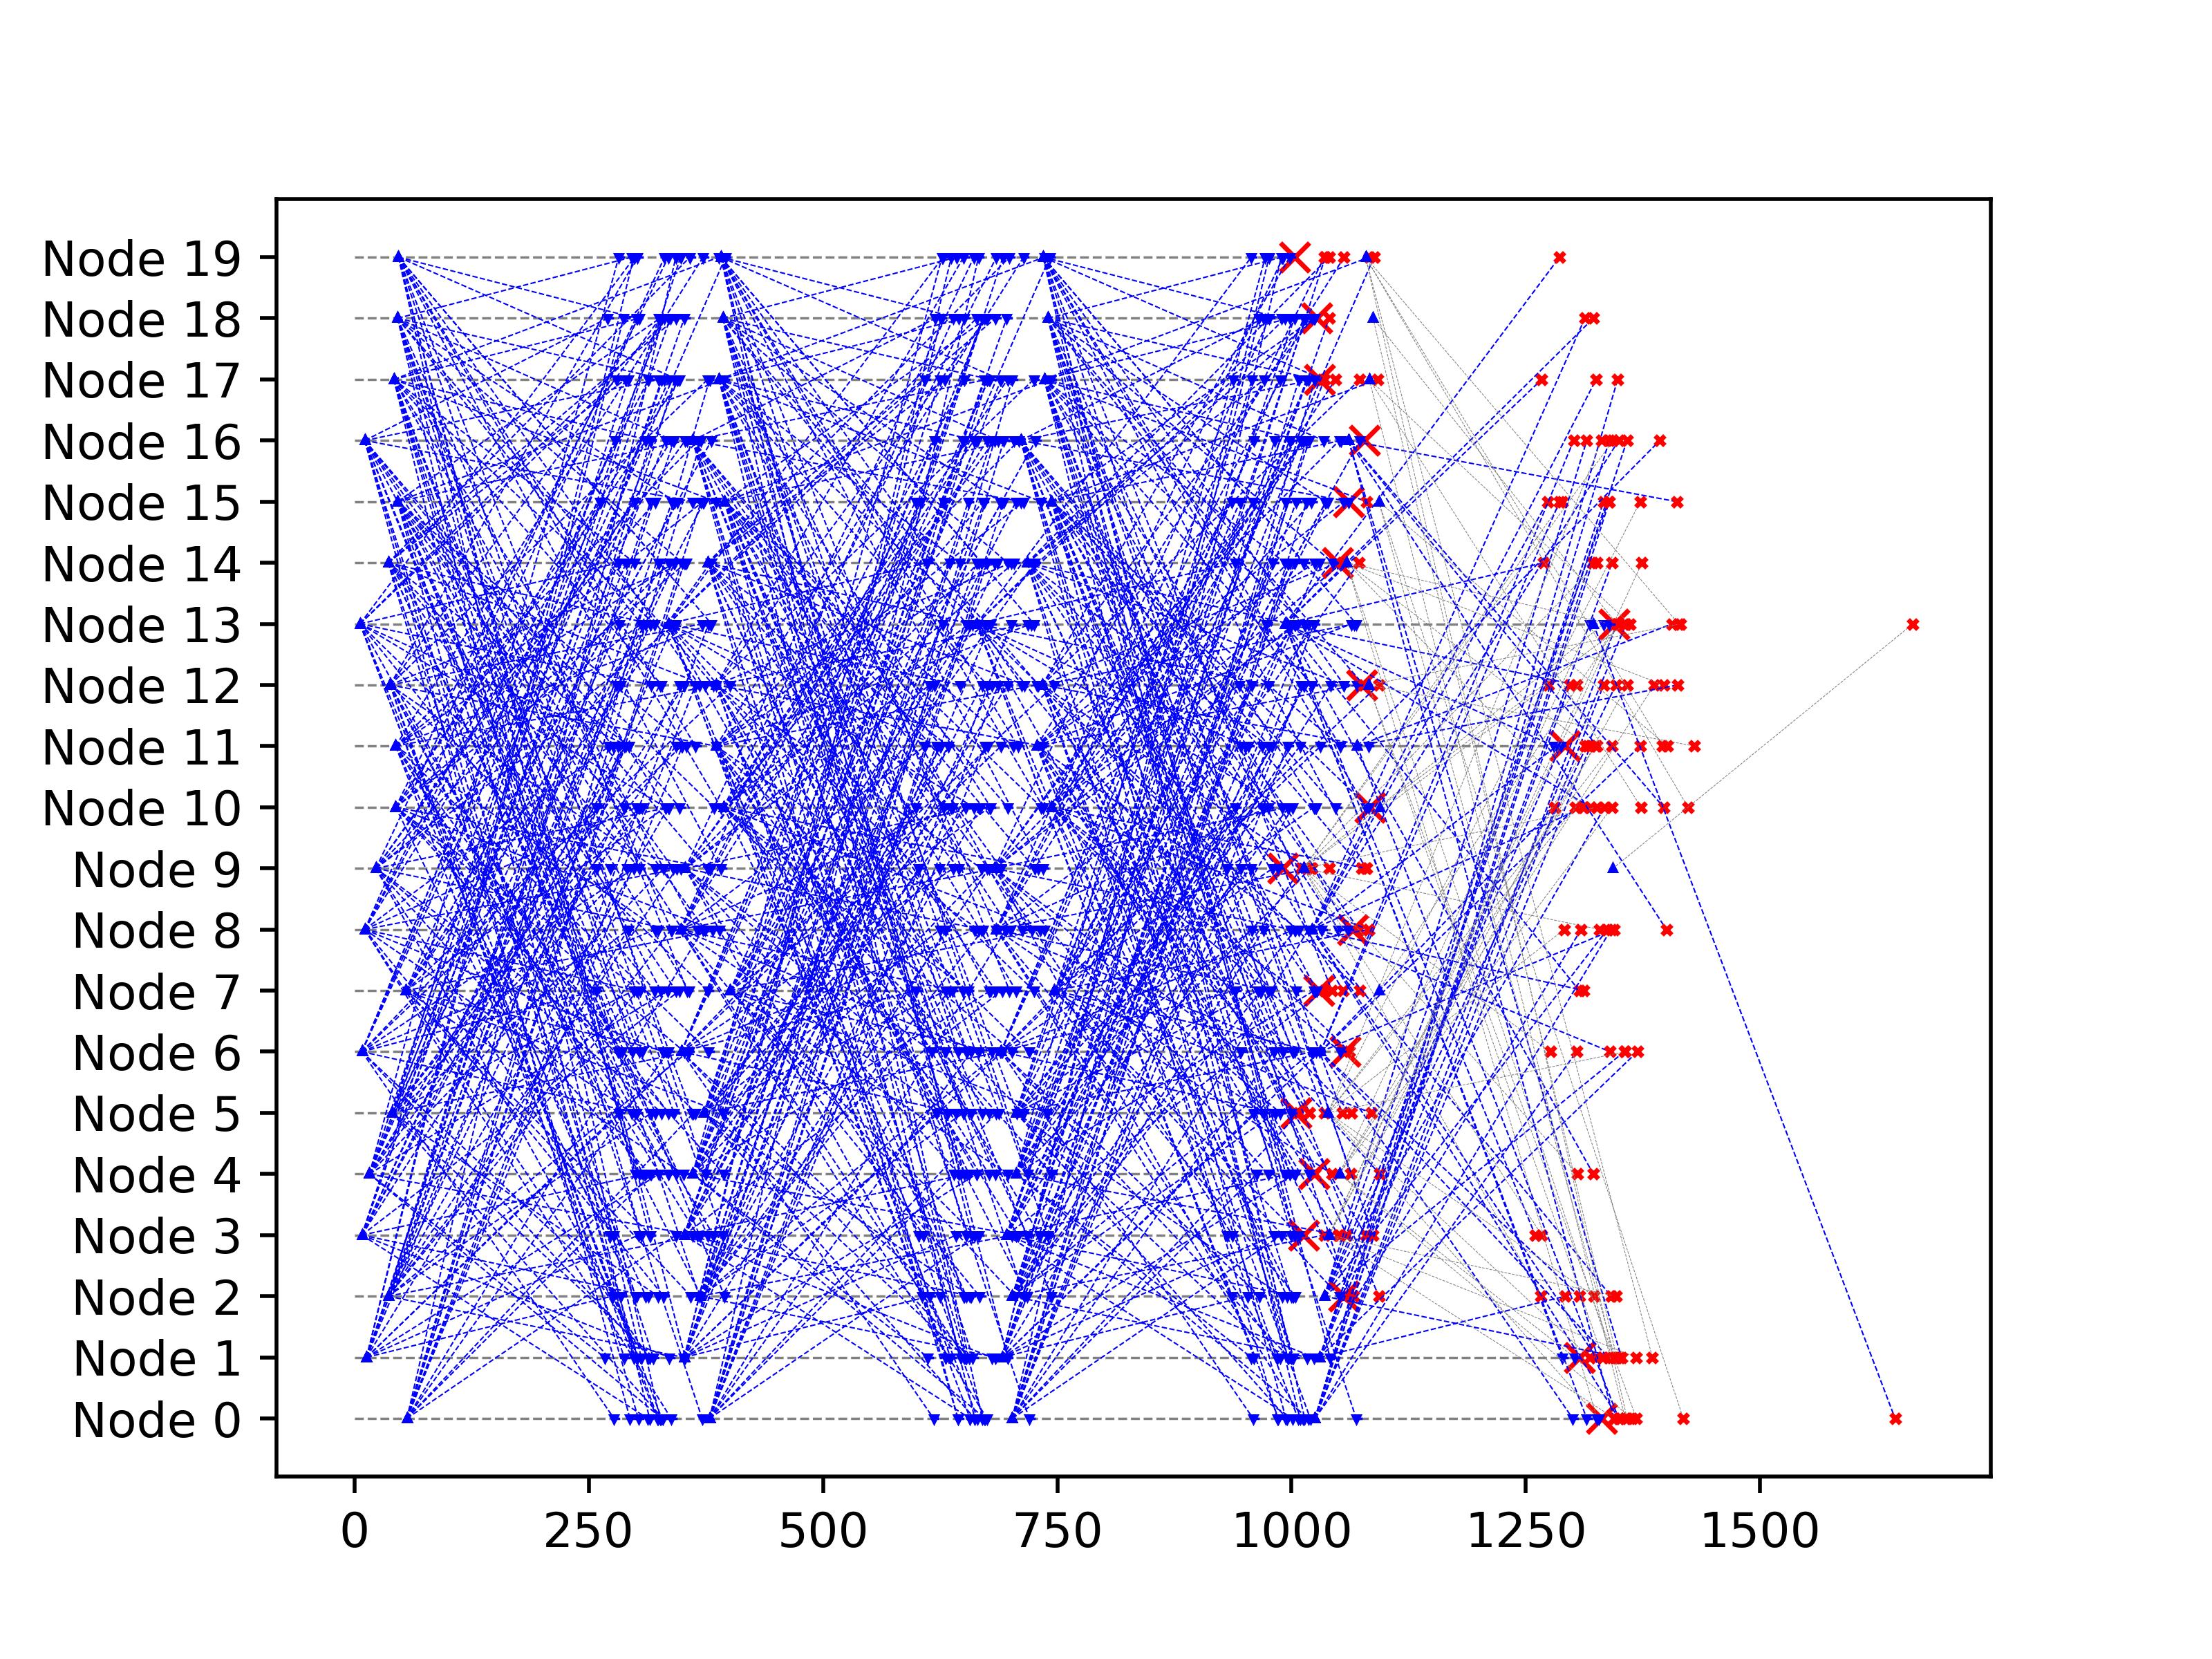 Node 19
Node 18
Node 17
Node 16
Node 15
Node 14
Node 13
Node 12
Node 11
Node 10
Node 9
Node 8
Node 7
Node 6
Node 5
Node 4
Node 3
Node 2
Node 1
Node 0
0 250 500 750 1000 1250 1500